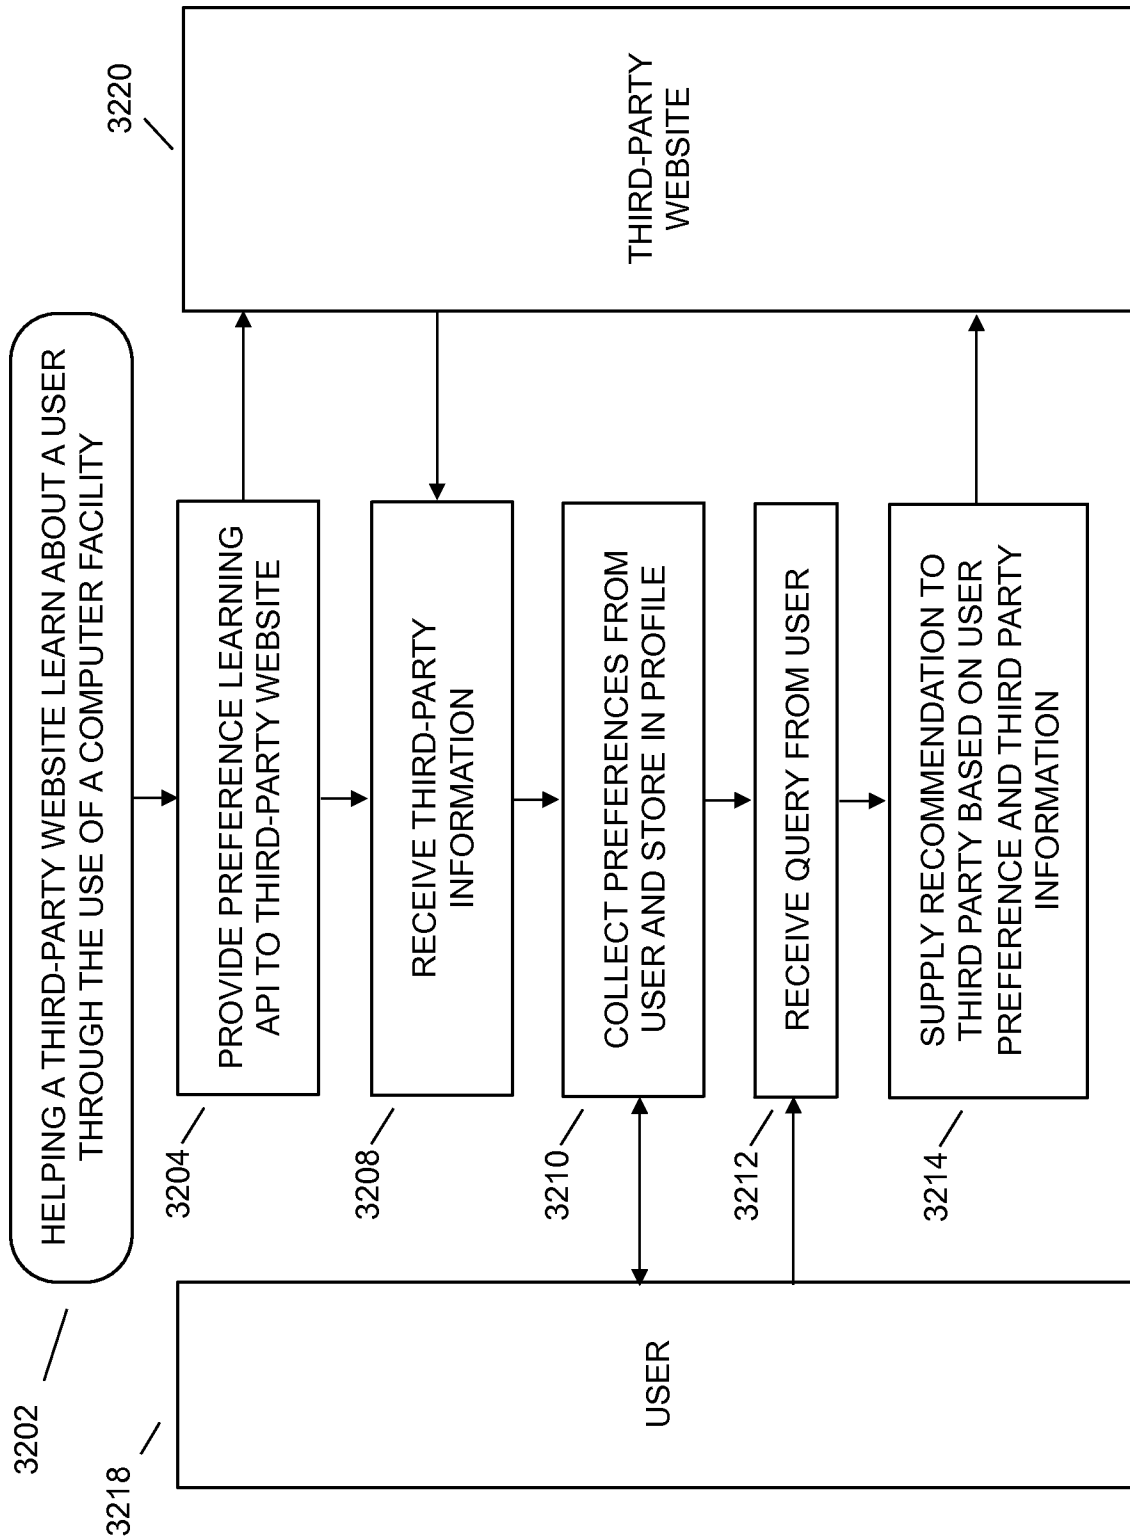 3202
HELPING A THIRD-PARTY WEBSITE LEARN ABOUT A USER
THROUGH THE USE OF A COMPUTER FACILITY
3218
USER
3204
PROVIDE PREFERENCE LEARNING
API TO THIRD-PARTY WEBSITE
3208
RECEIVE THIRD-PARTY
INFORMATION
3210
COLLECT PREFERENCES FROM
USER AND STORE IN PROFILE
3212
RECEIVE QUERY FROM USER
3214
SUPPLY RECOMMENDATION TO
THIRD PARTY BASED ON USER
PREFERENCE AND THIRD PARTY
INFORMATION
3220
THIRD-PARTY
WEBSITE